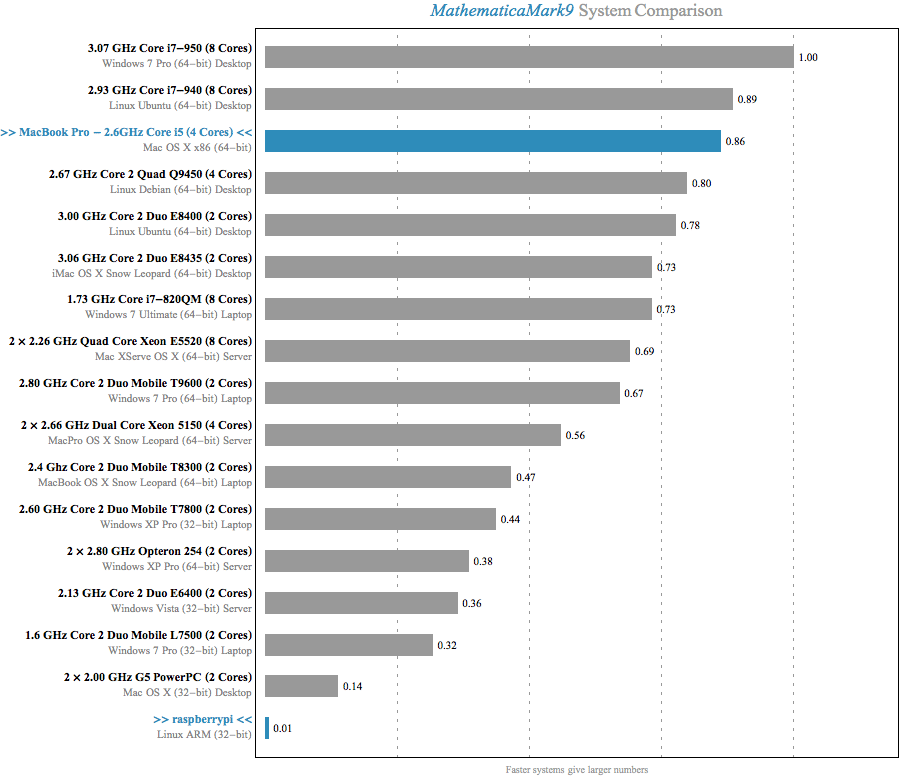 MathematicaMark9 System Comparison
3.07 GHz Core i7−950 (8 Cores)
Windows 7 Pro (64−bit) Desktop
1.00
2.93 GHz Core i7−940 (8 Cores)
Linux Ubuntu (64−bit) Desktop
0.89
>> MacBook Pro − 2.6GHz Core i5 (4 Cores) <<
Mac OS X x86 (64−bit)
0.86
2.67 GHz Core 2 Quad Q9450 (4 Cores)
Linux Debian (64−bit) Desktop
0.80
3.00 GHz Core 2 Duo E8400 (2 Cores)
Linux Ubuntu (64−bit) Desktop
0.78
3.06 GHz Core 2 Duo E8435 (2 Cores)
iMac OS X Snow Leopard (64−bit) Desktop
0.73
1.73 GHz Core i7−820QM (8 Cores)
Windows 7 Ultimate (64−bit) Laptop
0.73
2 × 2.26 GHz Quad Core Xeon E5520 (8 Cores)
Mac XServe OS X (64−bit) Server
0.69
2.80 GHz Core 2 Duo Mobile T9600 (2 Cores)
Windows 7 Pro (64−bit) Laptop
0.67
2 × 2.66 GHz Dual Core Xeon 5150 (4 Cores)
MacPro OS X Snow Leopard (64−bit) Server
0.56
2.4 Ghz Core 2 Duo Mobile T8300 (2 Cores)
MacBook OS X Snow Leopard (64−bit) Laptop
0.47
2.60 GHz Core 2 Duo Mobile T7800 (2 Cores)
Windows XP Pro (32−bit) Laptop
0.44
2 × 2.80 GHz Opteron 254 (2 Cores)
Windows XP Pro (64−bit) Server
0.38
2.13 GHz Core 2 Duo E6400 (2 Cores)
Windows Vista (32−bit) Server
0.36
1.6 GHz Core 2 Duo Mobile L7500 (2 Cores)
Windows 7 Pro (32−bit) Laptop
0.32
2 × 2.00 GHz G5 PowerPC (2 Cores)
Mac OS X (32−bit) Desktop
0.14
>> raspberrypi <<
Linux ARM (32−bit)
0.01
Faster systems give larger numbers